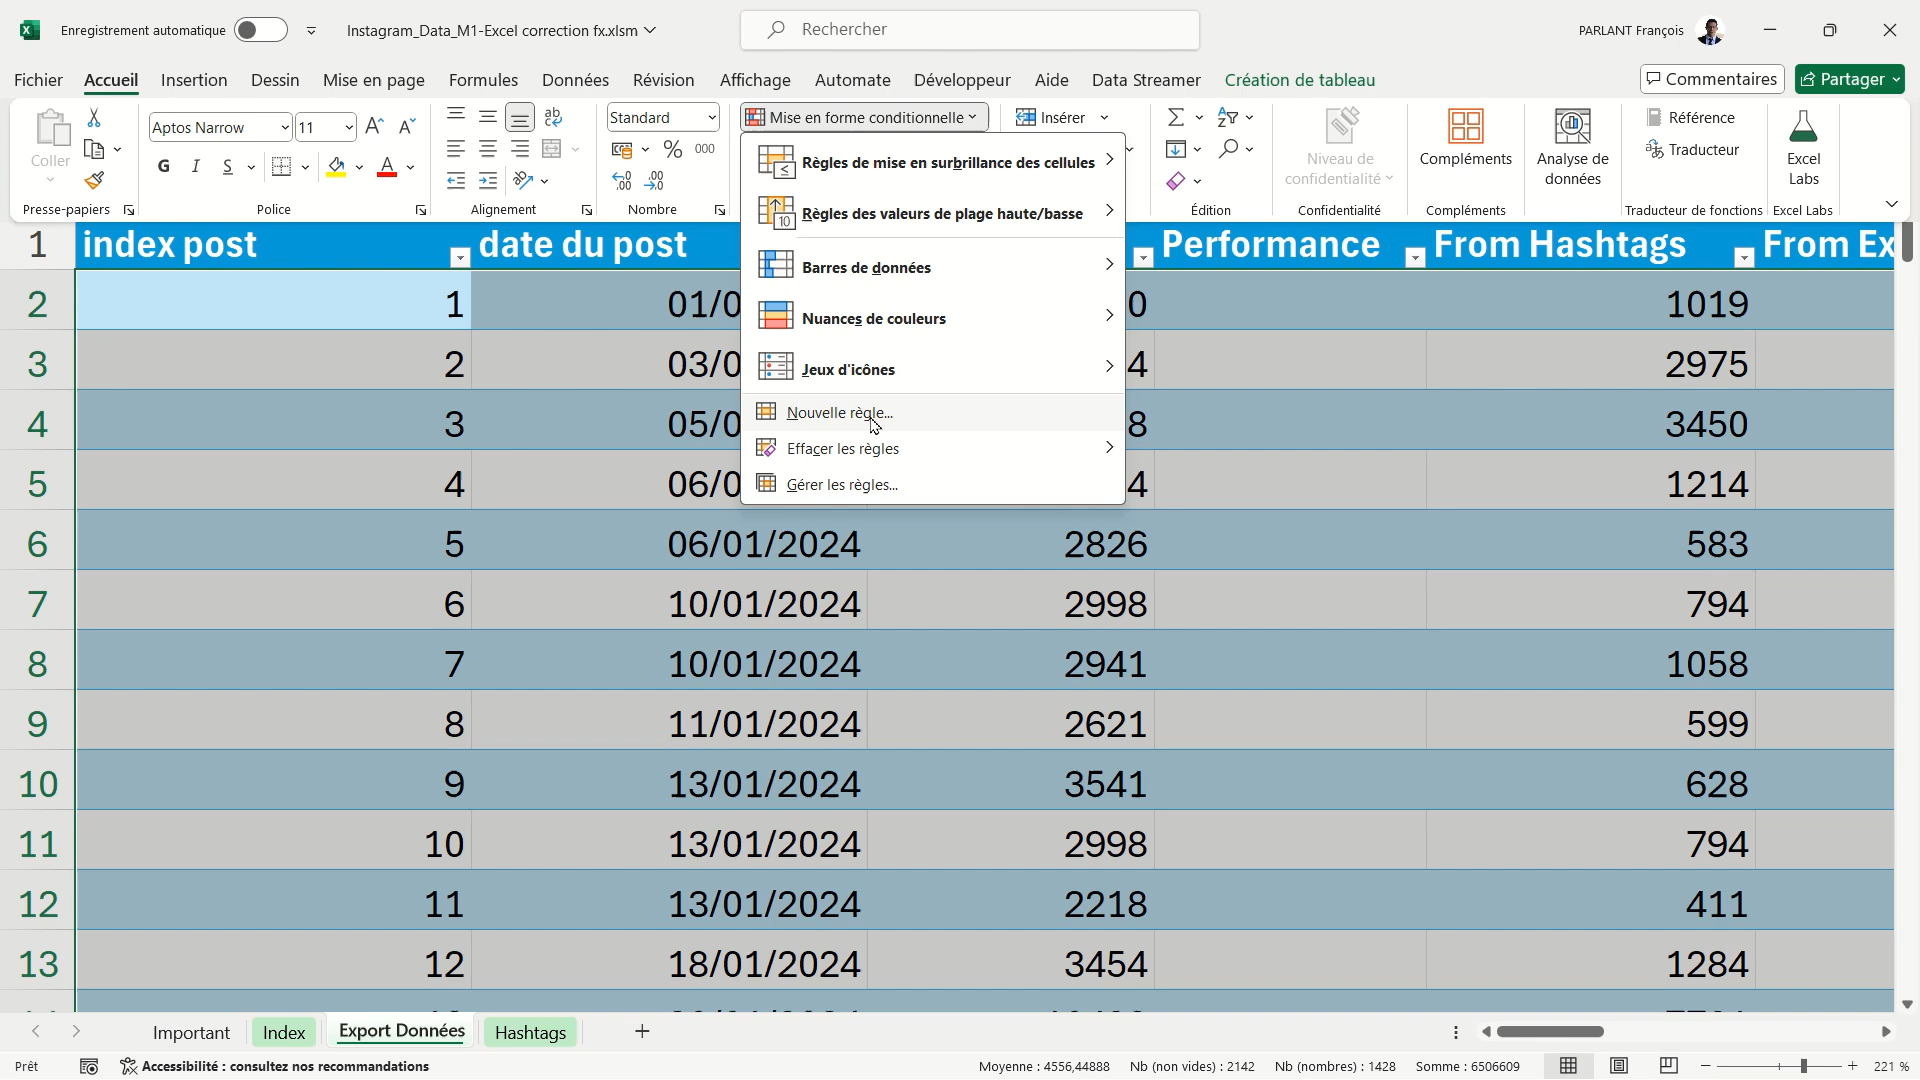 Enregistrement automatique
Instagram_Data_M1-Excel correction fx.xlsm
Rechercher
PARLANT François
Fichier Accueil Insertion Dessin Mise en page Formules Données Révision Affichage Automate Développeur Aide Data Streamer Création de tableau
Commentaires
Partager
Coller
Presse-papiers
Aptos Narrow
11
G I S
Police
Alignement
Standard
% 000
Nombre
Mise en forme conditionnelle
Insérer
Édition
Niveau de
confidentialité
Confidentialité
Compléments
Compléments
Analyse de
données
Référence
Traducteur
Traducteur de fonctions
Excel
Labs
Excel Labs
Règles de mise en surbrillance des cellules
Règles des valeurs de plage haute/basse
Barres de données
Nuances de couleurs
Jeux d'icônes
Nouvelle règle...
Effacer les règles
Gérer les règles...
1 index post date du post Performance From Hashtags From Ex
2 1 01/0 0 1019
3 2 03/0 4 2975
4 3 05/0 8 3450
5 4 06/0 4 1214
6 5 06/01/2024 2826 583
7 6 10/01/2024 2998 794
8 7 10/01/2024 2941 1058
9 8 11/01/2024 2621 599
10 9 13/01/2024 3541 628
11 10 13/01/2024 2998 794
12 11 13/01/2024 2218 411
13 12 18/01/2024 3454 1284
Important Index Export Données Hashtags
Prêt
Accessibilité : consultez nos recommandations
Moyenne : 4556,44888 Nb (non vides) : 2142 Nb (nombres) : 1428 Somme : 6506609
221 %